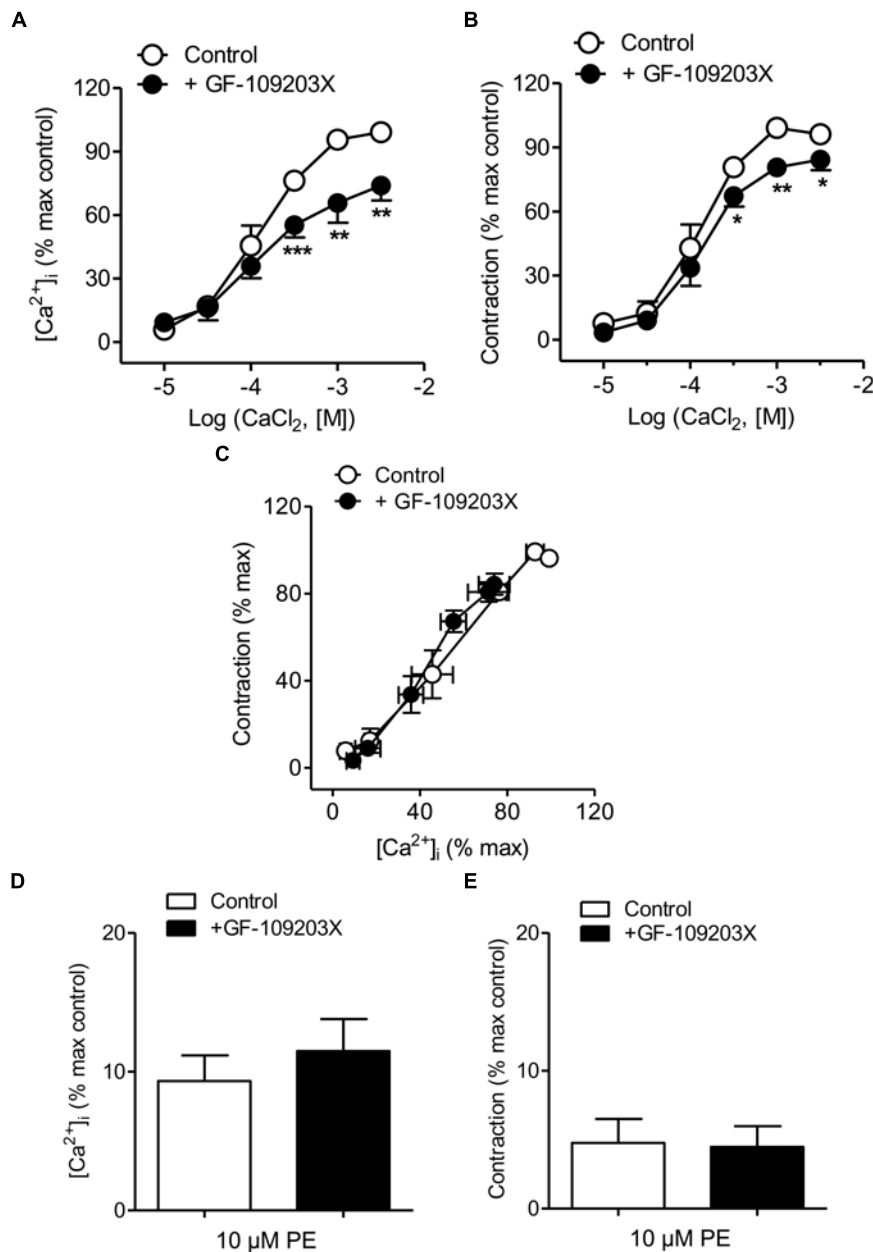 A
Control
+ GF-109203X
120
90
60
30
0
[Ca²⁺]ᵢ (% max control)
***
**
**
-5
-4
-3
-2
Log (CaCl₂, [M])
B
Control
+ GF-109203X
120
90
60
30
0
Contraction (% max control)
*
**
*
-5
-4
-3
-2
Log (CaCl₂, [M])
C
Control
+ GF-109203X
120
80
40
0
Contraction (% max)
0
40
80
120
[Ca²⁺]ᵢ (% max)
D
Control
+GF-109203X
20
10
0
[Ca²⁺]ᵢ (% max control)
10 µM PE
E
Control
+GF-109203X
20
10
0
Contraction (% max control)
10 µM PE